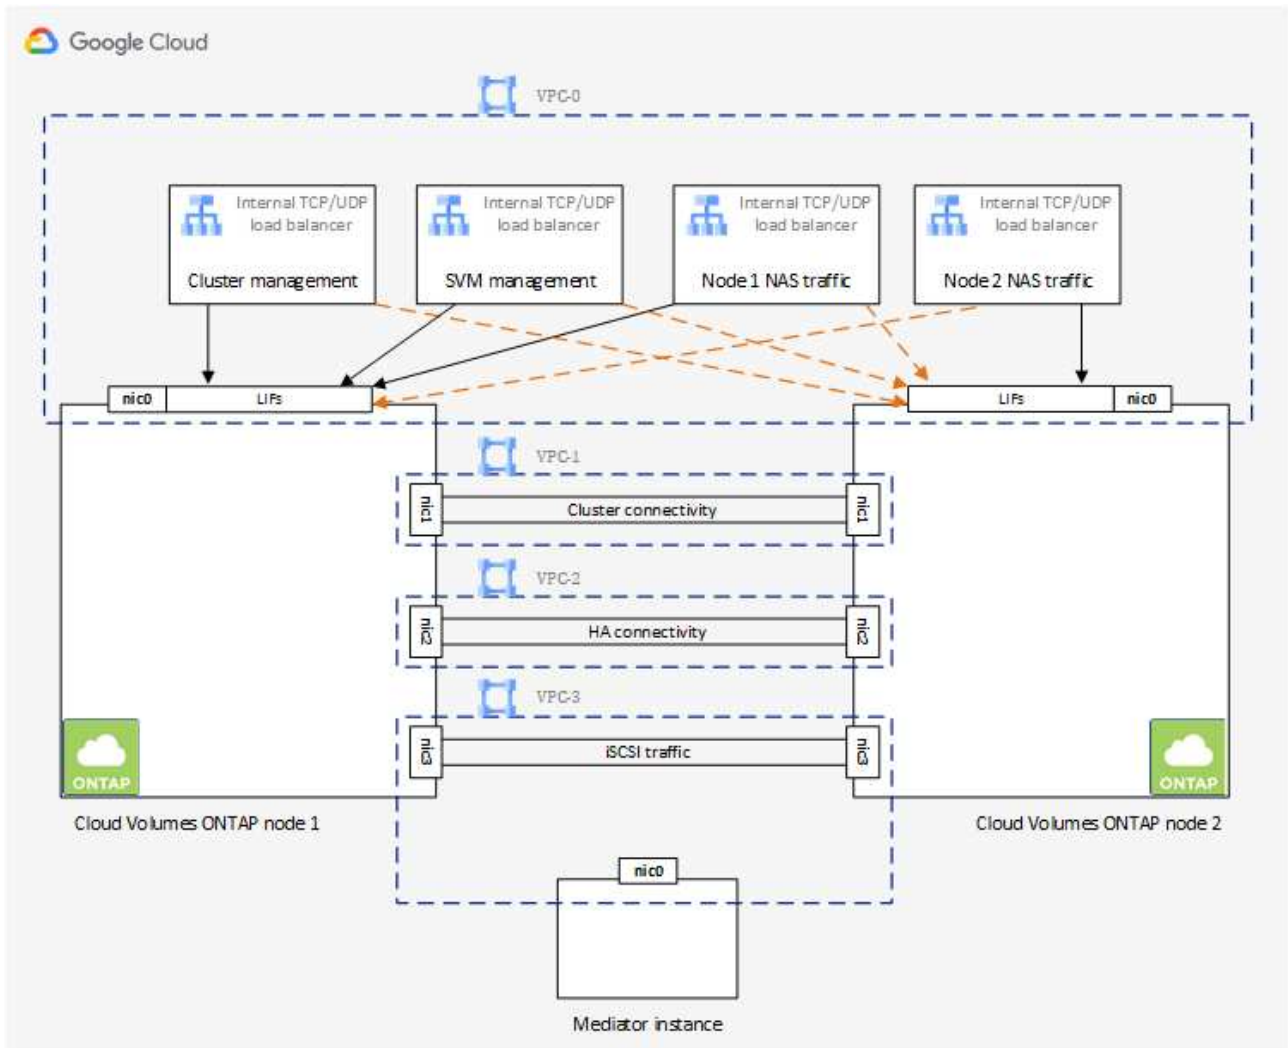 Google Cloud
VPC-0
Internal TCP/UDP
load balancer
Cluster management
Internal TCP/UDP
load balancer
SVM management
Internal TCP/UDP
load balancer
Node 1 NAS traffic
Internal TCP/UDP
load balancer
Node 2 NAS traffic
nic0
LIFs
LIFs
nic0
VPC-1
nic1
Cluster connectivity
nic1
VPC-2
nic2
HA connectivity
nic2
VPC-3
nic3
iSCSI traffic
nic3
ONTAP
ONTAP
Cloud Volumes ONTAP node 1
Cloud Volumes ONTAP node 2
nic0
Mediator instance